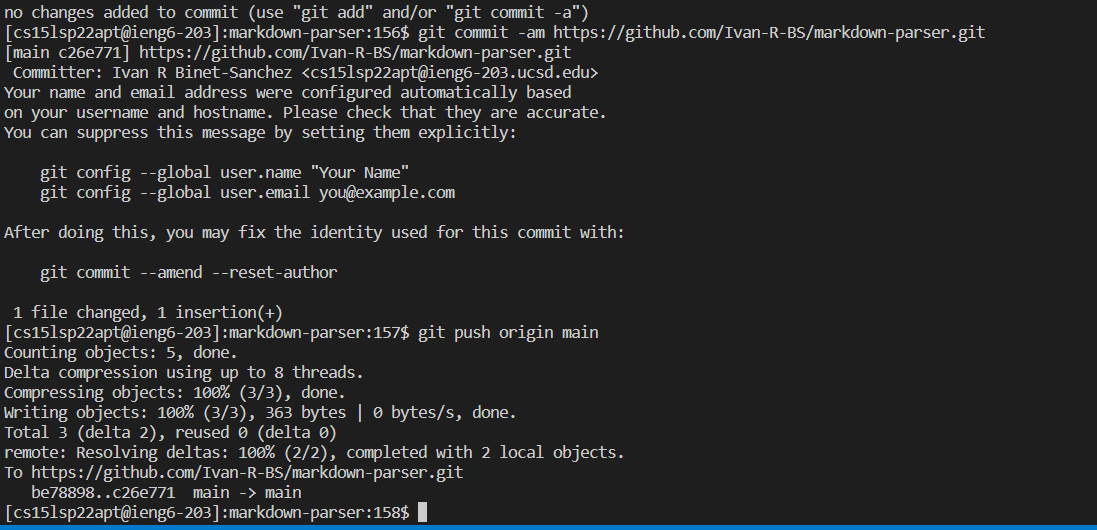 no changes added to commit (use "git add" and/or "git commit -a")
[cs15lsp22apt@ieng6-203]:markdown-parser:156$ git commit -am https://github.com/Ivan-R-BS/markdown-parser.git
[main c26e771] https://github.com/Ivan-R-BS/markdown-parser.git
 Committer: Ivan R Binet-Sanchez <cs15lsp22apt@ieng6-203.ucsd.edu>
Your name and email address were configured automatically based
on your username and hostname. Please check that they are accurate.
You can suppress this message by setting them explicitly:

    git config --global user.name "Your Name"
    git config --global user.email you@example.com

After doing this, you may fix the identity used for this commit with:

    git commit --amend --reset-author

 1 file changed, 1 insertion(+)
[cs15lsp22apt@ieng6-203]:markdown-parser:157$ git push origin main
Counting objects: 5, done.
Delta compression using up to 8 threads.
Compressing objects: 100% (3/3), done.
Writing objects: 100% (3/3), 363 bytes | 0 bytes/s, done.
Total 3 (delta 2), reused 0 (delta 0)
remote: Resolving deltas: 100% (2/2), completed with 2 local objects.
To https://github.com/Ivan-R-BS/markdown-parser.git
   be78898..c26e771  main -> main
[cs15lsp22apt@ieng6-203]:markdown-parser:158$